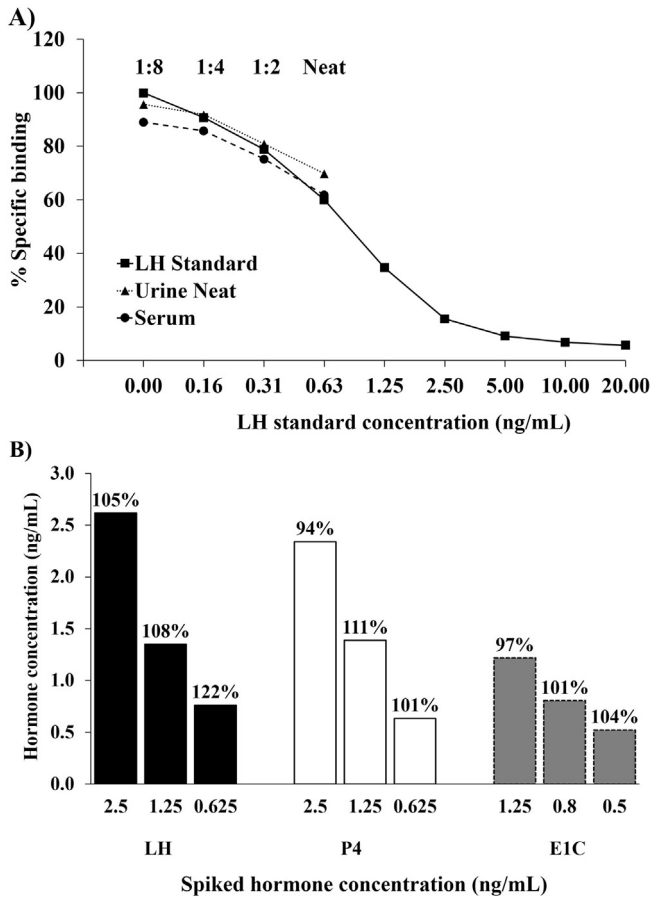 A)
% Specific binding
120
100
80
60
40
20
0
1:8 1:4 1:2 Neat
LH Standard
Urine Neat
Serum
0.00 0.16 0.31 0.63 1.25 2.50 5.00 10.00 20.00
LH standard concentration (ng/mL)
B)
Hormone concentration (ng/mL)
3.0
2.5
2.0
1.5
1.0
0.5
0.0
105% 108% 122%
94% 111% 101%
97% 101% 104%
2.5 1.25 0.625 2.5 1.25 0.625 1.25 0.8 0.5
LH P4 E1C
Spiked hormone concentration (ng/mL)